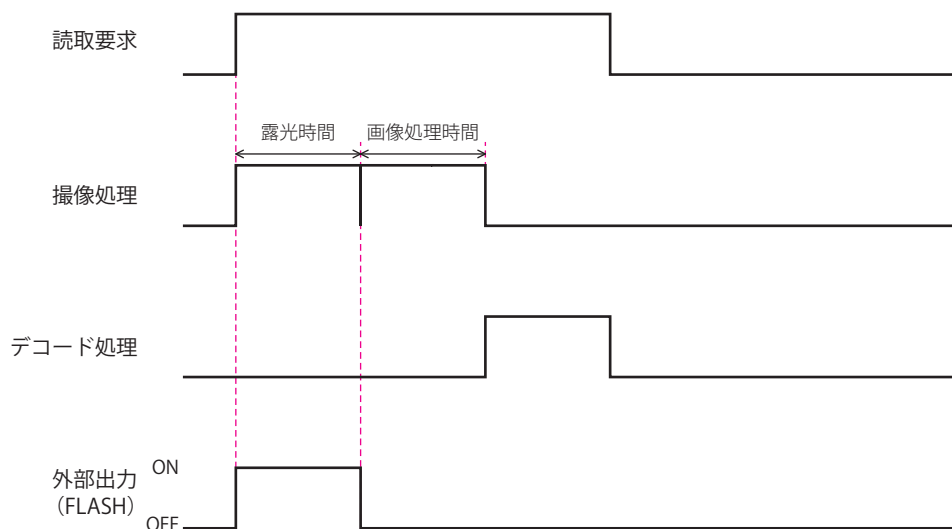 読取要求
露光時間
画像処理時間
撮像処理
デコード処理
外部出力
（FLASH）
ON
OFF